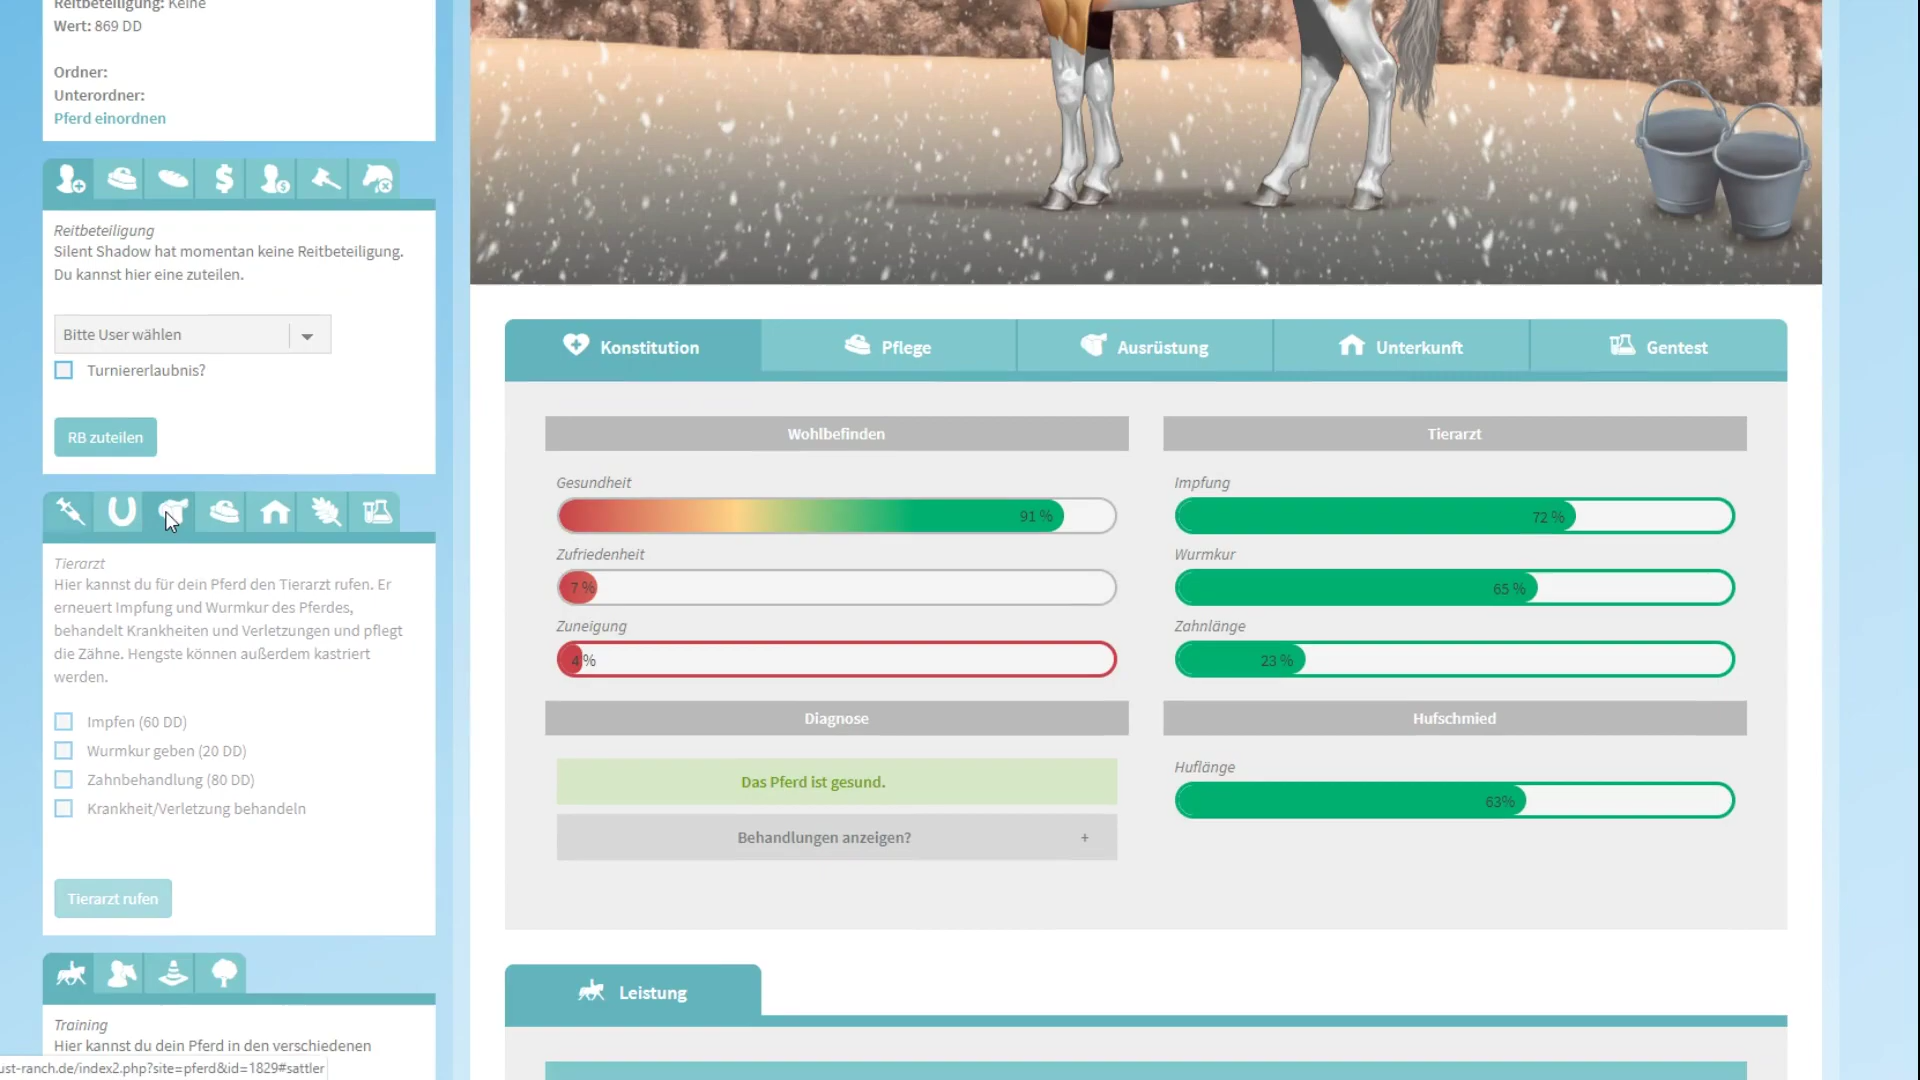 Reitbeteiligung: Keine
Wert: 869 DD
Ordner:
Unterordner:
Pferd einordnen
Reitbeteiligung
Silent Shadow hat momentan keine Reitbeteiligung.
Du kannst hier eine zuteilen.
Bitte User wählen
Turniererlaubnis?
RB zuteilen
Tierarzt
Hier kannst du für dein Pferd den Tierarzt rufen. Er
erneuert Impfung und Wurmkur des Pferdes,
behandelt Krankheiten und Verletzungen und pflegt
die Zähne. Hengste können außerdem kastriert
werden.
Impfen (60 DD)
Wurmkur geben (20 DD)
Zahnbehandlung (80 DD)
Krankheit/Verletzung behandeln
Tierarzt rufen
Training
Hier kannst du dein Pferd in den verschiedenen
ust-ranch.de/index2.php?site=pferd&id=1829#sattler
Konstitution
Pflege
Ausrüstung
Unterkunft
Gentest
Wohlbefinden
Gesundheit
91 %
Zufriedenheit
7 %
Zuneigung
4 %
Diagnose
Das Pferd ist gesund.
Behandlungen anzeigen? +
Tierarzt
Impfung
72 %
Wurmkur
65 %
Zahnlänge
23 %
Hufschmied
Huflänge
63%
Leistung